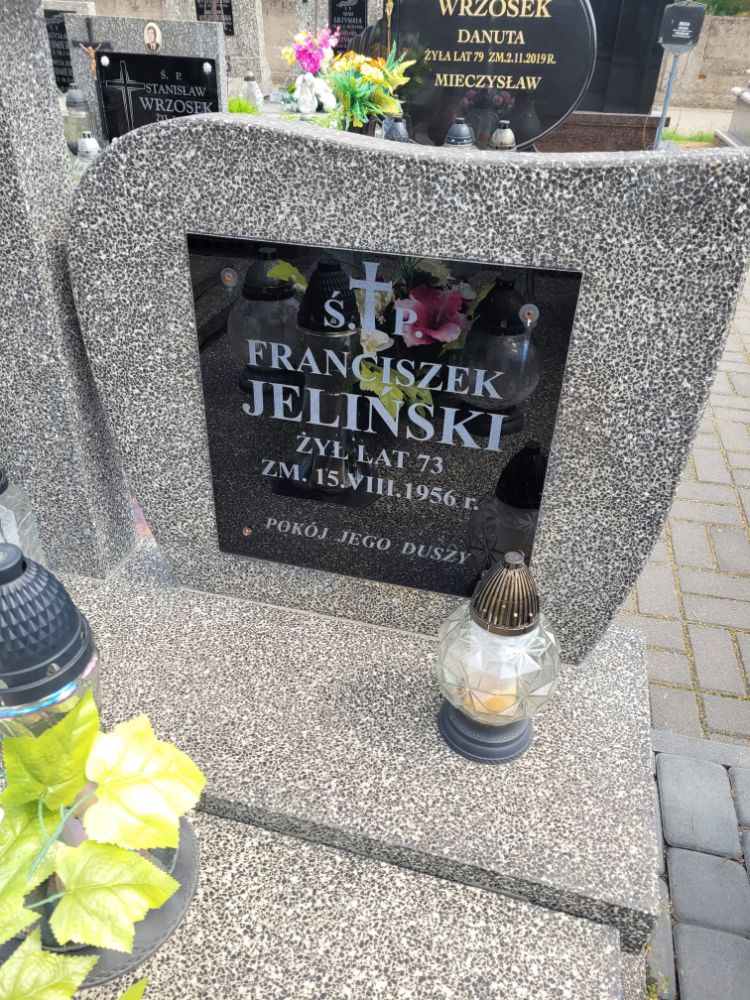 WRZOSEK
DANUTA
ŻYŁA LAT 79 ZM.2.11.2019R.
MIECZYSŁAW
Ś. P.
STANISŁAW
WRZOSEK
Ś. P.
FRANCISZEK
JELIŃSKI
ŻYŁ LAT 73
ZM. 15.VIII.1956 r.
POKÓJ JEGO DUSZY